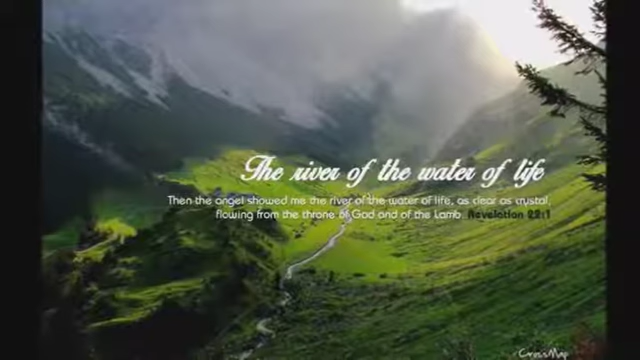 The river of the water of life
Then the angel showed me the river of the water of life, as clear as crystal,
flowing from the throne of God and of the Lamb. Revelation 22:1